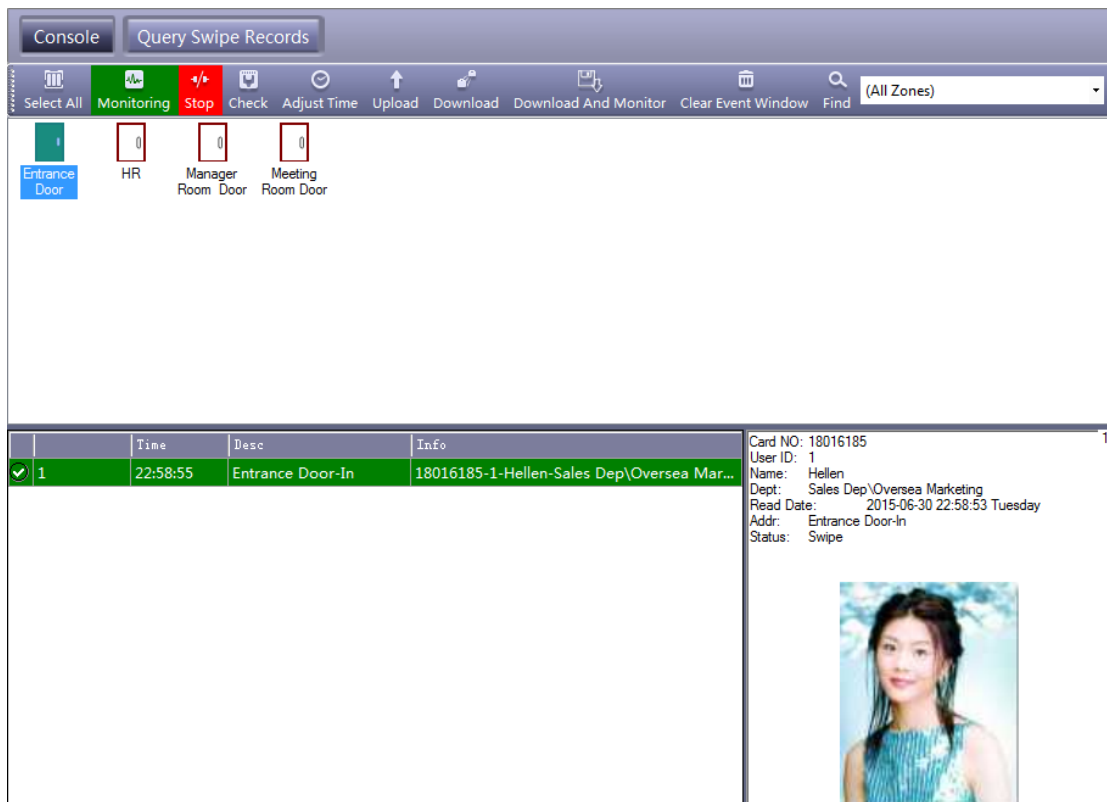 Console Query Swipe Records
Select All Monitoring Stop Check Adjust Time Upload Download Download And Monitor Clear Event Window Find (All Zones)
Entrance Door
HR
Manager Room Door
Meeting Room Door
Time Desc Info
1 22:58:55 Entrance Door-In 18016185-1-Hellen-Sales Dep\Oversea Mar...
1
Card NO: 18016185
User ID: 1
Name: Hellen
Dept: Sales Dep\Oversea Marketing
Read Date: 2015-06-30 22:58:53 Tuesday
Addr: Entrance Door-In
Status: Swipe